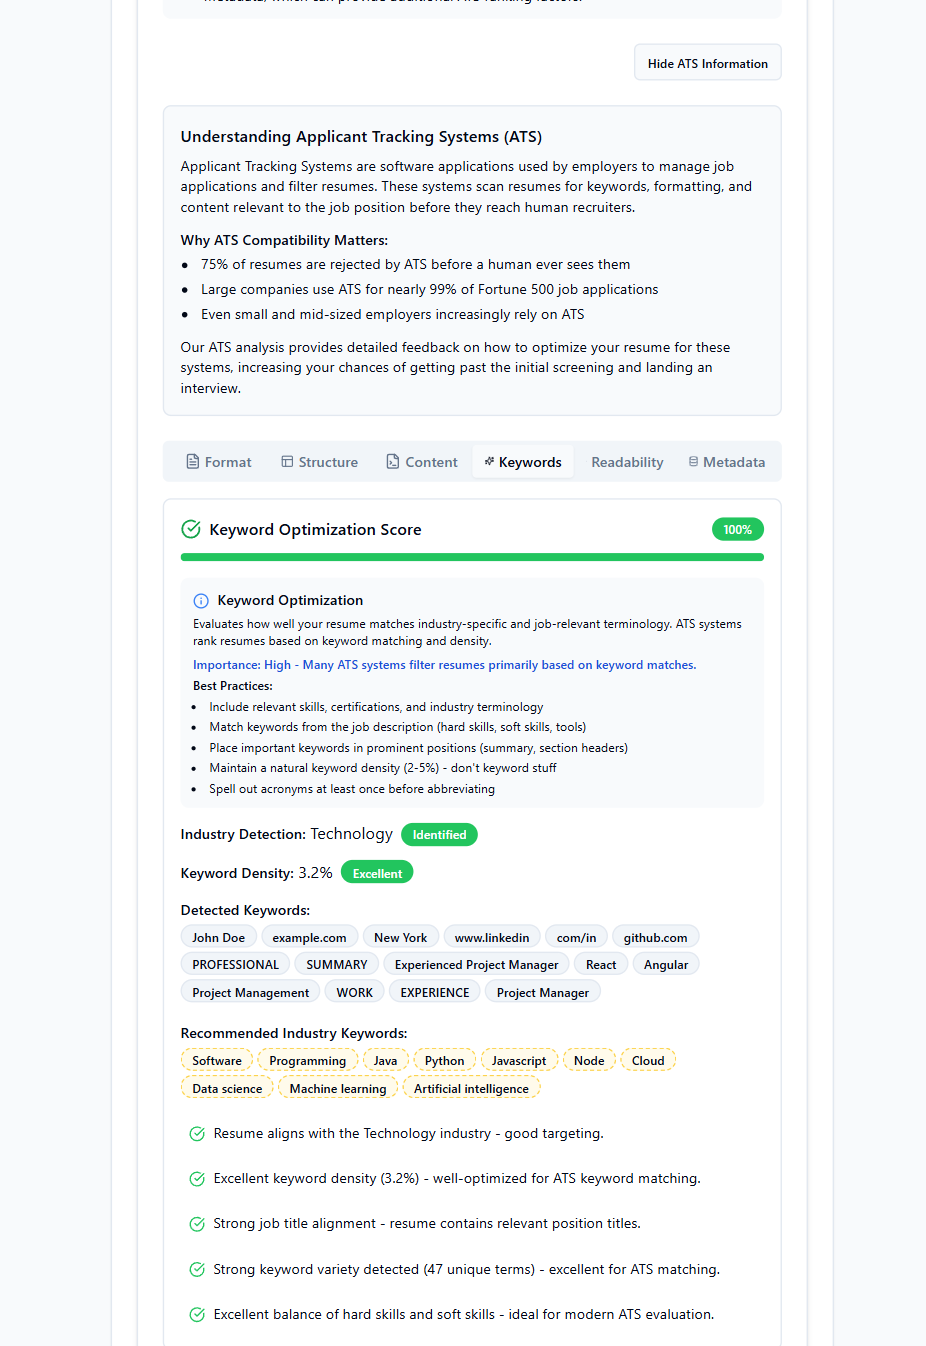 metadata, which can provide additional ATS ranking factors.
Hide ATS Information
Understanding Applicant Tracking Systems (ATS)
Applicant Tracking Systems are software applications used by employers to manage job
applications and filter resumes. These systems scan resumes for keywords, formatting, and
content relevant to the job position before they reach human recruiters.
Why ATS Compatibility Matters:
• 75% of resumes are rejected by ATS before a human ever sees them
• Large companies use ATS for nearly 99% of Fortune 500 job applications
• Even small and mid-sized employers increasingly rely on ATS
Our ATS analysis provides detailed feedback on how to optimize your resume for these
systems, increasing your chances of getting past the initial screening and landing an
interview.
Format Structure Content Keywords Readability Metadata
Keyword Optimization Score 100%
Keyword Optimization
Evaluates how well your resume matches industry-specific and job-relevant terminology. ATS systems
rank resumes based on keyword matching and density.
Importance: High - Many ATS systems filter resumes primarily based on keyword matches.
Best Practices:
• Include relevant skills, certifications, and industry terminology
• Match keywords from the job description (hard skills, soft skills, tools)
• Place important keywords in prominent positions (summary, section headers)
• Maintain a natural keyword density (2-5%) - don't keyword stuff
• Spell out acronyms at least once before abbreviating
Industry Detection: Technology Identified
Keyword Density: 3.2% Excellent
Detected Keywords:
John Doe example.com New York www.linkedin com/in github.com
PROFESSIONAL SUMMARY Experienced Project Manager React Angular
Project Management WORK EXPERIENCE Project Manager
Recommended Industry Keywords:
Software Programming Java Python Javascript Node Cloud
Data science Machine learning Artificial intelligence
Resume aligns with the Technology industry - good targeting.
Excellent keyword density (3.2%) - well-optimized for ATS keyword matching.
Strong job title alignment - resume contains relevant position titles.
Strong keyword variety detected (47 unique terms) - excellent for ATS matching.
Excellent balance of hard skills and soft skills - ideal for modern ATS evaluation.